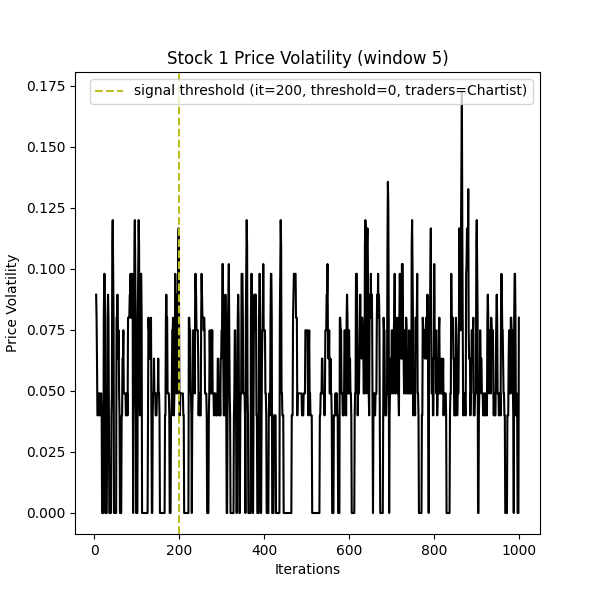 Stock 1 Price Volatility (window 5)
signal threshold (it=200, threshold=0, traders=Chartist)
0.175
0.150
0.125
0.100
0.075
0.050
0.025
0.000
Price Volatility
0 200 400 600 800 1000
Iterations